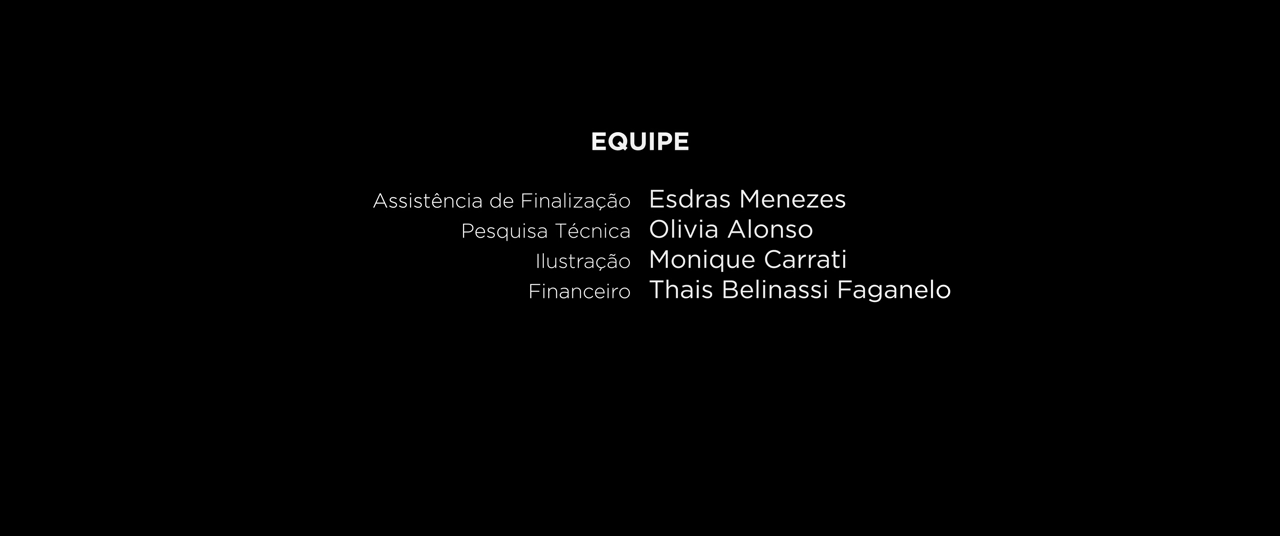 EQUIPE
Assistência de Finalização Esdras Menezes
Pesquisa Técnica Olivia Alonso
Ilustração Monique Carrati
Financeiro Thais Belinassi Faganelo